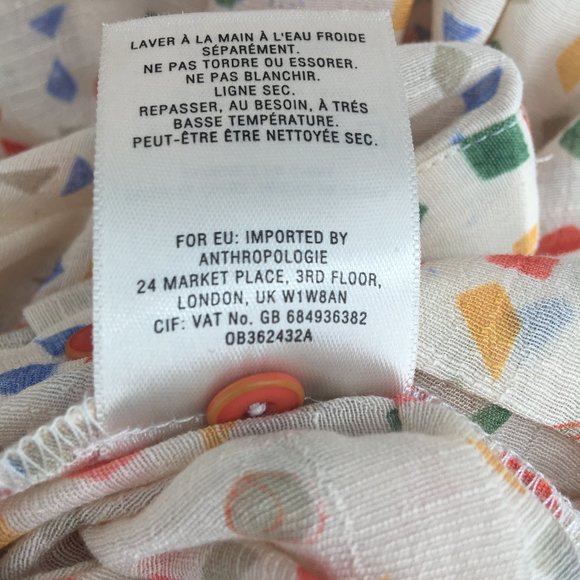 LAVER À LA MAIN À L'EAU FROIDE
SÉPARÉMENT.
NE PAS TORDRE OU ESSORER.
NE PAS BLANCHIR.
LIGNE SEC.
REPASSER, AU BESOIN, À TRÉS
BASSE TEMPÉRATURE.
PEUT-ÊTRE ÊTRE NETTOYÉE SEC.
FOR EU: IMPORTED BY
ANTHROPOLOGIE
24 MARKET PLACE, 3RD FLOOR,
LONDON, UK W1W8AN
CIF: VAT No. GB 684936382
OB362432A